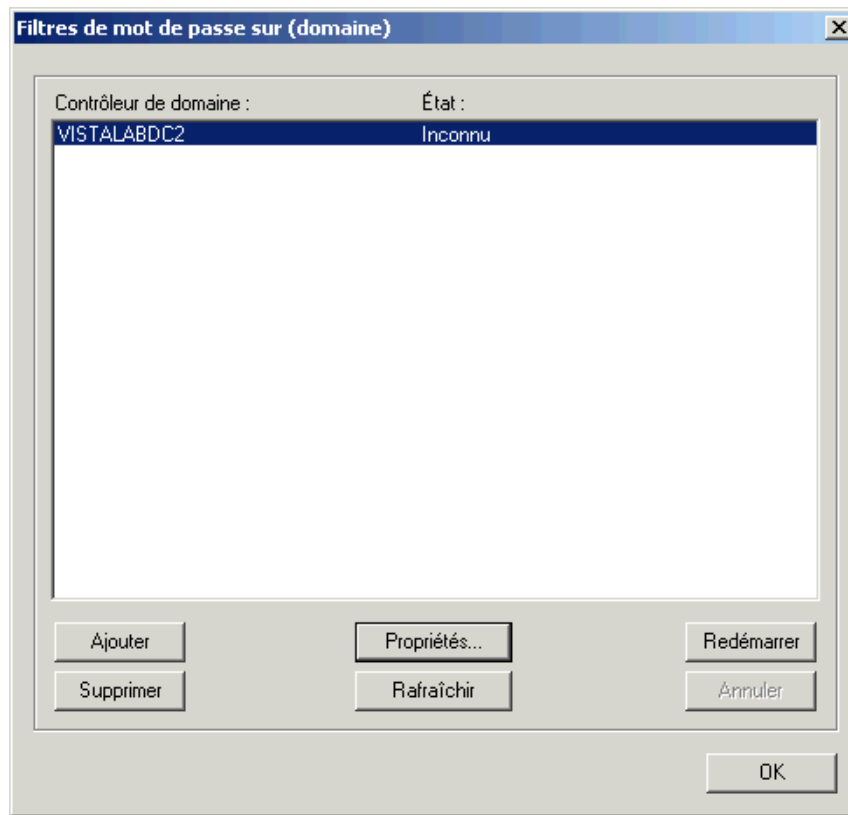 Filtres de mot de passe sur (domaine)
Contrôleur de domaine : État :
VISTALABDC2 Inconnu
Ajouter Propriétés... Redémarrer
Supprimer Rafraîchir Annuler
OK